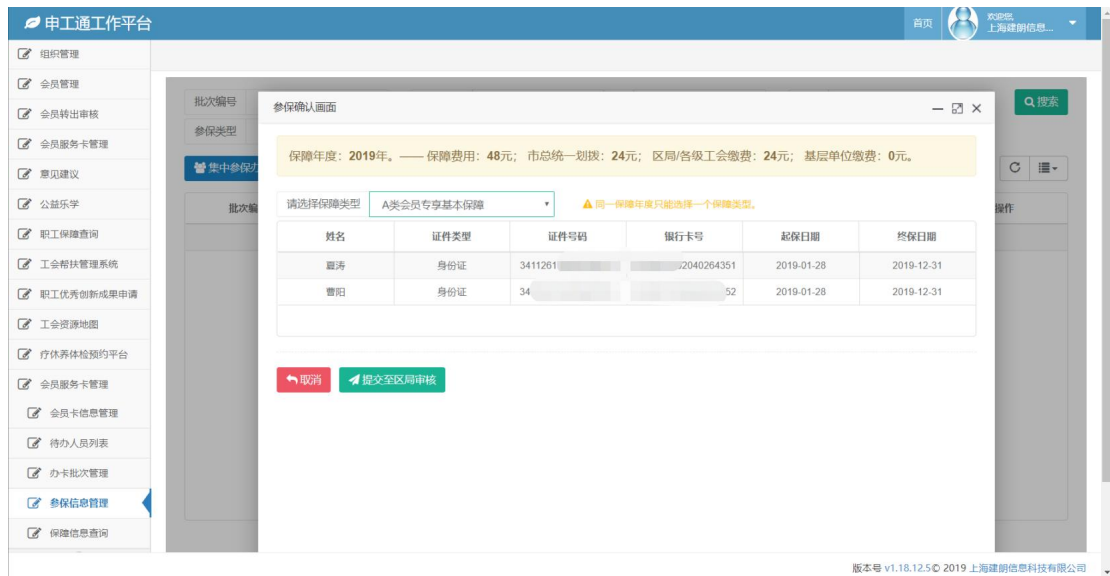 申工通工作平台
首页
欢迎您,
上海建朗信息...
组织管理
会员管理
会员转出审核
会员服务卡管理
意见建议
公益乐学
职工保障查询
工会帮扶管理系统
职工优秀创新成果申请
工会资源地图
疗休养体检预约平台
会员服务卡管理
会员卡信息管理
待办人员列表
办卡批次管理
参保信息管理
保障信息查询
批次编号
搜索
参保类型
集中参保办
批次编
操作
参保确认画面
保障年度：2019年。—— 保障费用：48元；市总统一划拨：24元；区局/各级工会缴费：24元；基层单位缴费：0元。
请选择保障类型 A类会员专享基本保障 同一保障年度只能选择一个保障类型。
姓名 证件类型 证件号码 银行卡号 起保日期 终保日期
夏涛 身份证 3411261 2040264351 2019-01-28 2019-12-31
曹阳 身份证 34 52 2019-01-28 2019-12-31
取消 提交至区局审核
版本号 v1.18.12.5© 2019 上海建朗信息科技有限公司